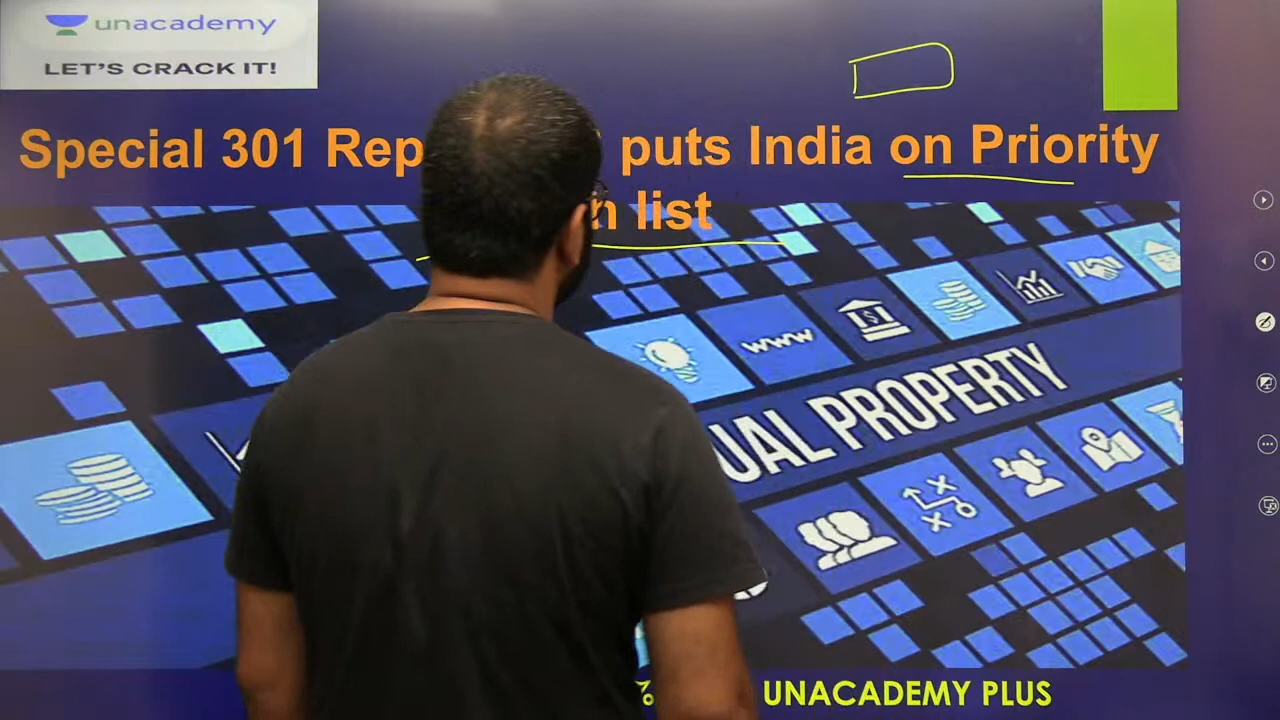 unacademy
LET'S CRACK IT!
Special 301 Rep puts India on Priority
list
www
$
UAL PROPERTY
% UNACADEMY PLUS